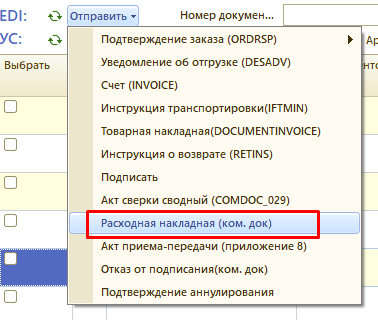 EDI: Отправить Номер докумен...
УС:
Подтверждение заказа (ORDRSP)
Выбрать
Уведомление об отгрузке (DESADV)
Счет (INVOICE)
Инструкция транспортировки(IFTMIN)
Товарная накладная(DOCUMENTINVOICE)
Инструкция о возврате (RETINS)
Подписать
Акт сверки сводный (COMDOC_029)
Расходная накладная (ком. док)
Акт приема-передачи (приложение 8)
Отказ от подписания(ком. док)
Подтверждение аннулирования